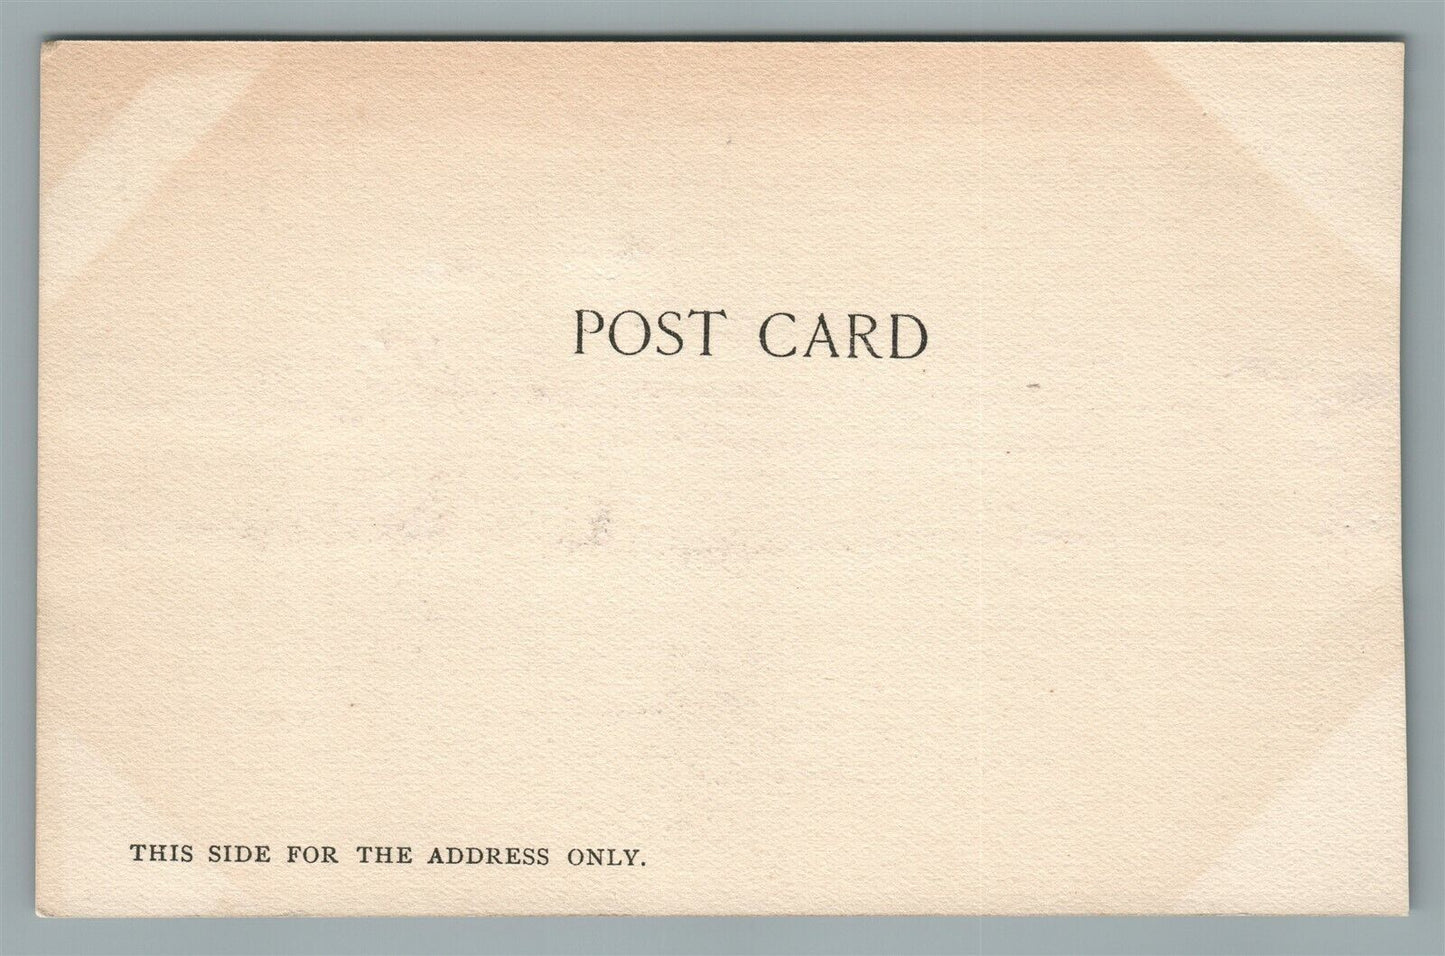 POST CARD
THIS SIDE FOR THE ADDRESS ONLY.